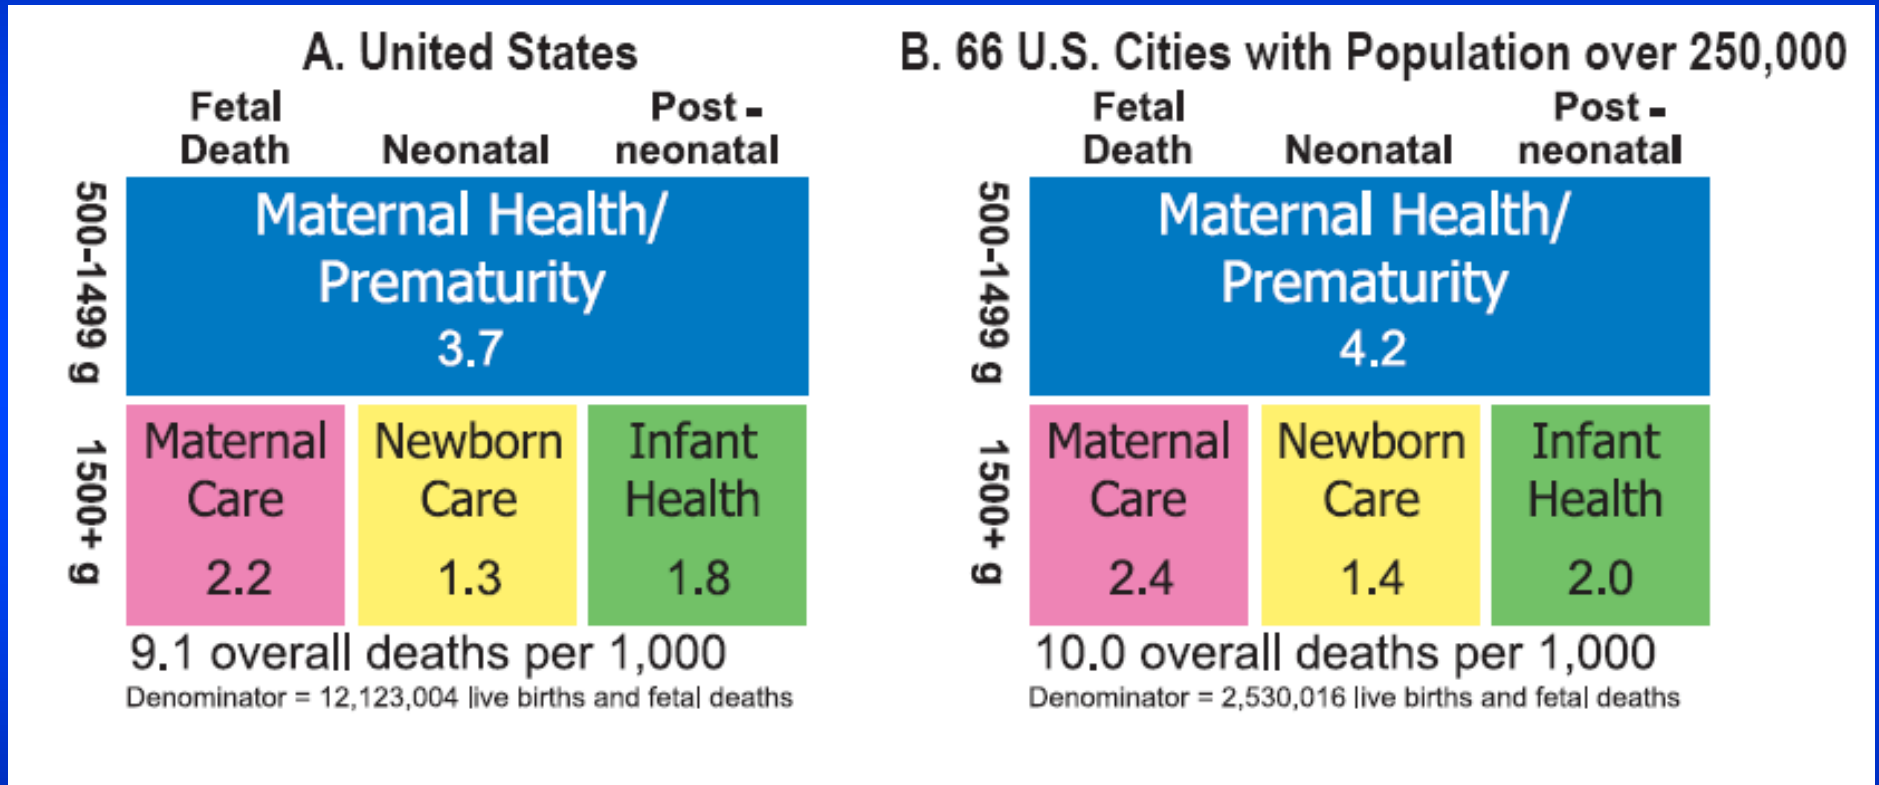 A. United States
Fetal Death
Neonatal
Post - neonatal
500-1499 g
Maternal Health/
Prematurity
3.7
1500+ g
Maternal Care
2.2
Newborn Care
1.3
Infant Health
1.8
9.1 overall deaths per 1,000
Denominator = 12,123,004 live births and fetal deaths
B. 66 U.S. Cities with Population over 250,000
Fetal Death
Neonatal
Post - neonatal
500-1499 g
Maternal Health/
Prematurity
4.2
1500+ g
Maternal Care
2.4
Newborn Care
1.4
Infant Health
2.0
10.0 overall deaths per 1,000
Denominator = 2,530,016 live births and fetal deaths